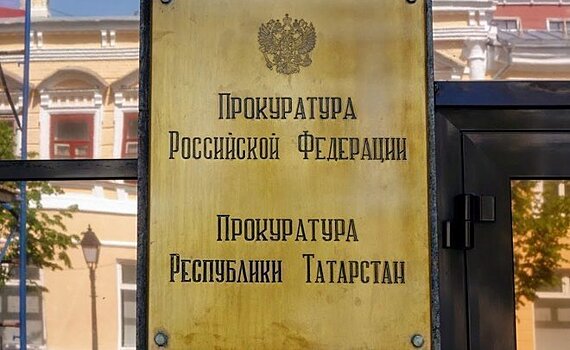 Прокуратура
Российской Федерации
Прокуратура
Республики Татарстан